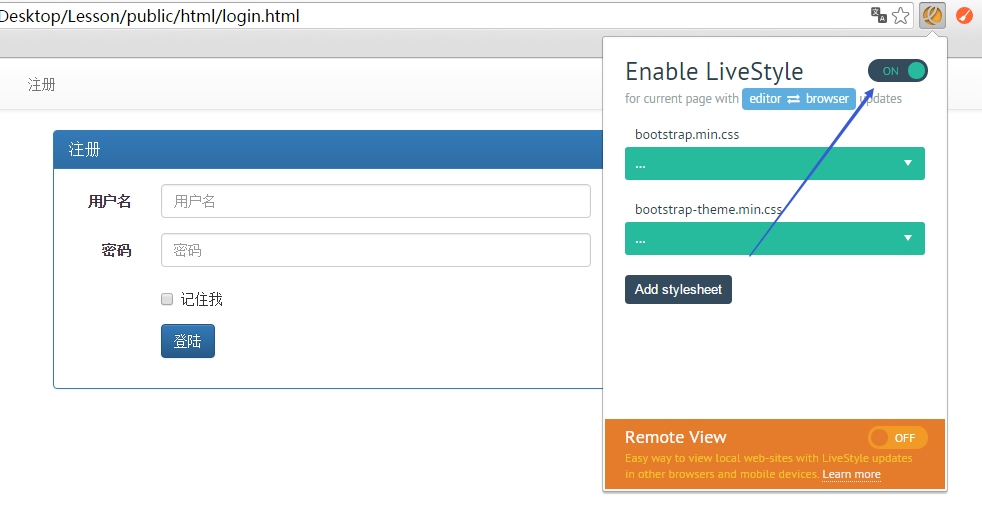 Desktop/Lesson/public/html/login.html
注册
注册
用户名
用户名
密码
密码
记住我
登陆
Enable LiveStyle
ON
for current page with editor ⇄ browser updates
bootstrap.min.css
...
bootstrap-theme.min.css
...
Add stylesheet
Remote View
OFF
Easy way to view local web-sites with LiveStyle updates
in other browsers and mobile devices. Learn more